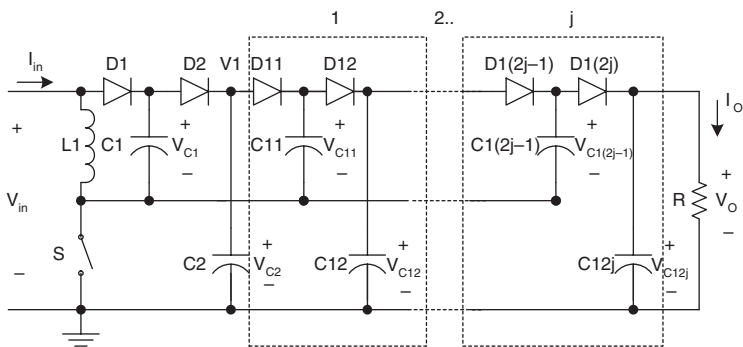 1 2.. j
I_in D1 D2 V1 D11 D12 D1(2j–1) D1(2j) I_O
+ L1 C1 + V_C1 – C11 + V_C11 – C1(2j–1) + V_C1(2j–1) –
V_in S R + V_O –
– C2 + V_C2 – C12 + V_C12 – C12j + V_C12j –